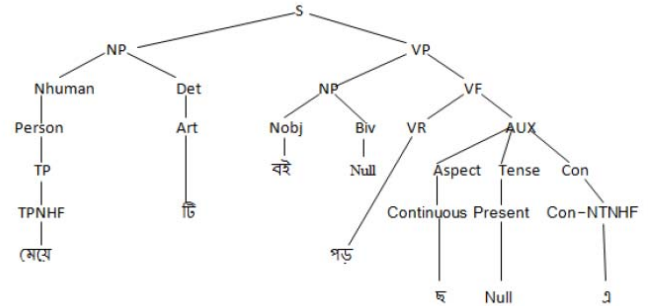 S
NP VP
Nhuman Det NP VF
Person Art Nobj Biv VR AUX
TP বই Null Aspect Tense Con
TPNHF টি Continuous Present Con-NTNHF
মেয়ে পড়
ছ Null এ